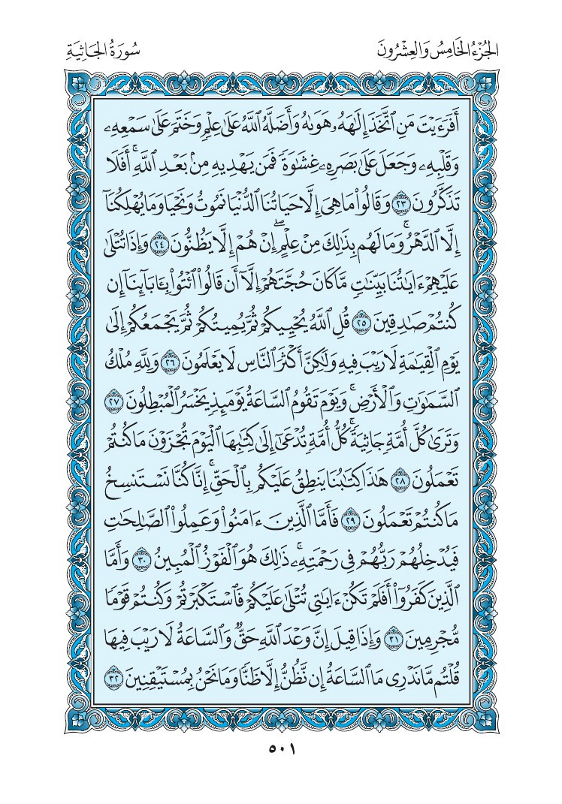 الجُزْءُ الخَامِسُ وَالعِشْرُونَ
سُورَةُ الجَاثِيَةِ
أَفَرَءَيْتَ مَنِ ٱتَّخَذَ إِلَٰهَهُۥ هَوَىٰهُ وَأَضَلَّهُ ٱللَّهُ عَلَىٰ عِلْمٍ وَخَتَمَ عَلَىٰ سَمْعِهِۦ
وَقَلْبِهِۦ وَجَعَلَ عَلَىٰ بَصَرِهِۦ غِشَٰوَةً فَمَن يَهْدِيهِ مِنۢ بَعْدِ ٱللَّهِۚ أَفَلَا
تَذَكَّرُونَ ٢٣ وَقَالُوا۟ مَا هِىَ إِلَّا حَيَاتُنَا ٱلدُّنْيَا نَمُوتُ وَنَحْيَا وَمَا يُهْلِكُنَآ
إِلَّا ٱلدَّهْرُۚ وَمَا لَهُم بِذَٰلِكَ مِنْ عِلْمٍۖ إِنْ هُمْ إِلَّا يَظُنُّونَ ٢٤ وَإِذَا تُتْلَىٰ
عَلَيْهِمْ ءَايَٰتُنَا بَيِّنَٰتٍ مَّا كَانَ حُجَّتَهُمْ إِلَّآ أَن قَالُوا۟ ٱئْتُوا۟ بِـَٔابَآئِنَآ إِن
كُنتُمْ صَٰدِقِينَ ٢٥ قُلِ ٱللَّهُ يُحْيِيكُمْ ثُمَّ يُمِيتُكُمْ ثُمَّ يَجْمَعُكُمْ إِلَىٰ
يَوْمِ ٱلْقِيَٰمَةِ لَا رَيْبَ فِيهِ وَلَٰكِنَّ أَكْثَرَ ٱلنَّاسِ لَا يَعْلَمُونَ ٢٦ وَلِلَّهِ مُلْكُ
ٱلسَّمَٰوَٰتِ وَٱلْأَرْضِۚ وَيَوْمَ تَقُومُ ٱلسَّاعَةُ يَوْمَئِذٍ يَخْسَرُ ٱلْمُبْطِلُونَ ٢٧
وَتَرَىٰ كُلَّ أُمَّةٍ جَاثِيَةًۚ كُلُّ أُمَّةٍ تُدْعَىٰٓ إِلَىٰ كِتَٰبِهَا ٱلْيَوْمَ تُجْزَوْنَ مَا كُنتُمْ
تَعْمَلُونَ ٢٨ هَٰذَا كِتَٰبُنَا يَنطِقُ عَلَيْكُم بِٱلْحَقِّۚ إِنَّا كُنَّا نَسْتَنسِخُ
مَا كُنتُمْ تَعْمَلُونَ ٢٩ فَأَمَّا ٱلَّذِينَ ءَامَنُوا۟ وَعَمِلُوا۟ ٱلصَّٰلِحَٰتِ
فَيُدْخِلُهُمْ رَبُّهُمْ فِى رَحْمَتِهِۦۚ ذَٰلِكَ هُوَ ٱلْفَوْزُ ٱلْمُبِينُ ٣٠ وَأَمَّا
ٱلَّذِينَ كَفَرُوٓا۟ أَفَلَمْ تَكُنْ ءَايَٰتِى تُتْلَىٰ عَلَيْكُمْ فَٱسْتَكْبَرْتُمْ وَكُنتُمْ قَوْمًا
مُّجْرِمِينَ ٣١ وَإِذَا قِيلَ إِنَّ وَعْدَ ٱللَّهِ حَقٌّ وَٱلسَّاعَةُ لَا رَيْبَ فِيهَا
قُلْتُم مَّا نَدْرِى مَا ٱلسَّاعَةُ إِن نَّظُنُّ إِلَّا ظَنًّا وَمَا نَحْنُ بِمُسْتَيْقِنِينَ ٣٢
٥٠١